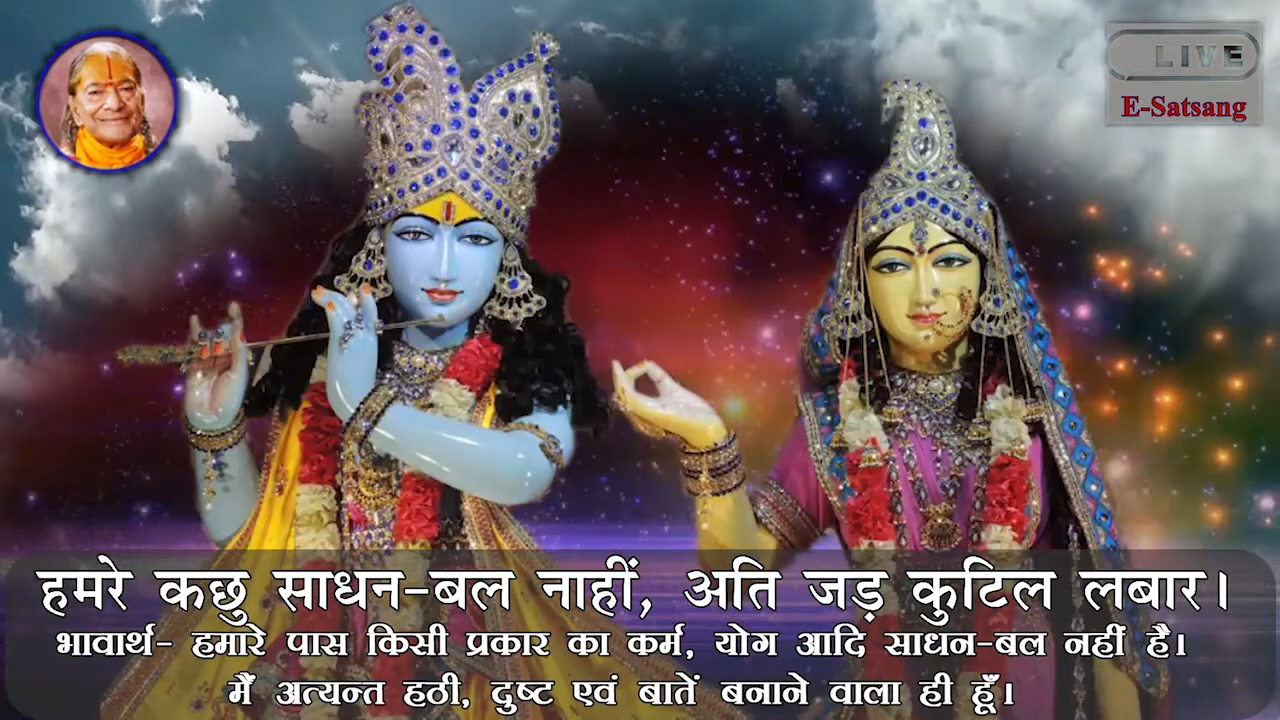 LIVE
E-Satsang
हमरे कछु साधन-बल नाहीं, अति जड़ कुटिल लबार।
भावार्थ- हमारे पास किसी प्रकार का कर्म, योग आदि साधन-बल नहीं है।
मैं अत्यन्त हठी, दुष्ट एवं बातें बनाने वाला ही हूँ।